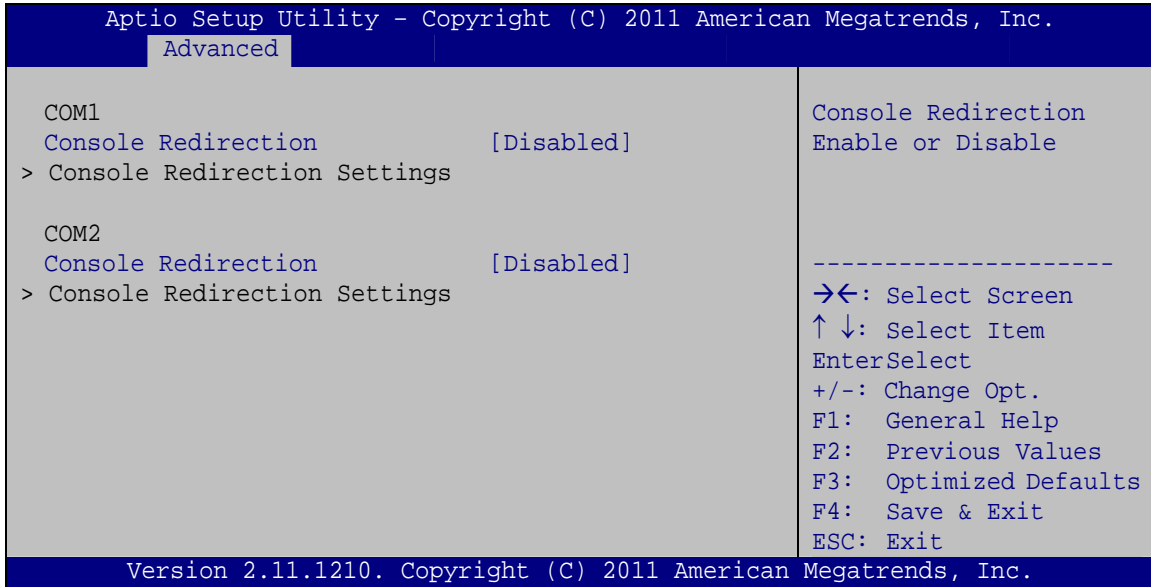 Aptio Setup Utility – Copyright (C) 2011 American Megatrends, Inc.
Advanced
COM1
Console Redirection [Disabled]
> Console Redirection Settings
COM2
Console Redirection [Disabled]
> Console Redirection Settings
Console Redirection
Enable or Disable
---------------------
→←: Select Screen
↑ ↓: Select Item
EnterSelect
+/-: Change Opt.
F1: General Help
F2: Previous Values
F3: Optimized Defaults
F4: Save & Exit
ESC: Exit
Version 2.11.1210. Copyright (C) 2011 American Megatrends, Inc.